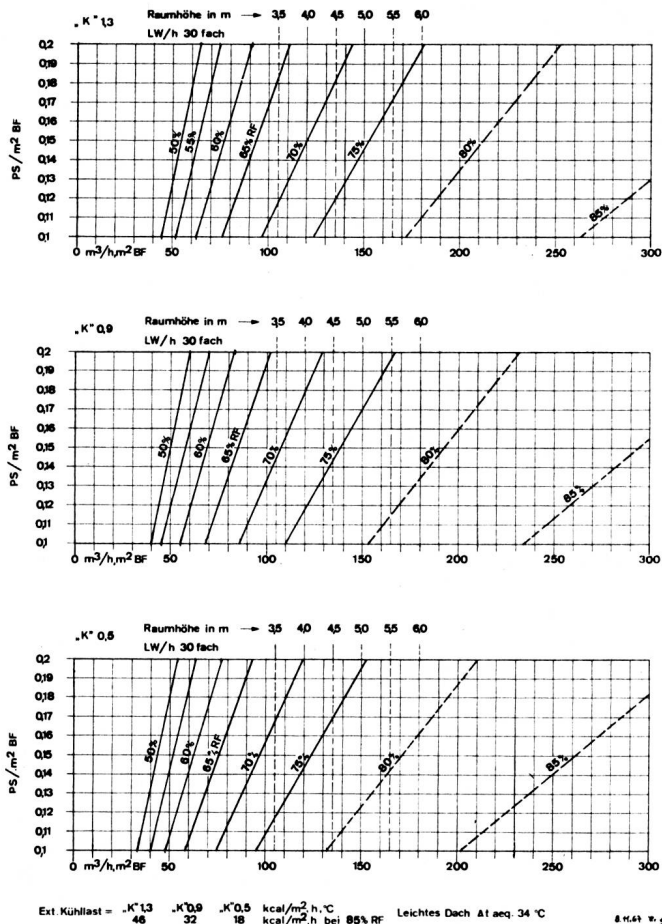 „K" 1,3 Raumhöhe in m → 3,5 4,0 4,5 5,0 5,5 6,0
LW/h 30 fach
PS/m² BF
0,2
0,19
0,18
0,17
0,16
0,15
0,14
0,13
0,12
0,11
0,1
50% 55% 60% 65% RF 70% 75% 80% 85%
0 m³/h,m² BF 50 100 150 200 250 300
„K" 0,9 Raumhöhe in m → 3,5 4,0 4,5 5,0 5,5 6,0
LW/h 30 fach
PS/m² BF
0,2
0,19
0,18
0,17
0,16
0,15
0,14
0,13
0,12
0,11
0,1
50% 60% 65% RF 70% 75% 80% 85%
0 m³/h,m² BF 50 100 150 200 250 300
„K" 0,5 Raumhöhe in m → 3,5 4,0 4,5 5,0 5,5 6,0
LW/h 30 fach
PS/m² BF
0,2
0,19
0,18
0,17
0,16
0,15
0,14
0,13
0,12
0,11
0,1
50% 60% 65% RF 70% 75% 80% 85%
0 m³/h,m² BF 50 100 150 200 250 300
Ext. Kühllast = „K" 1,3 „K" 0,9 „K" 0,5 kcal/m², h, °C Leichtes Dach Δt aeq. 34 °C
46 32 18 kcal/m², h bei 85% RF